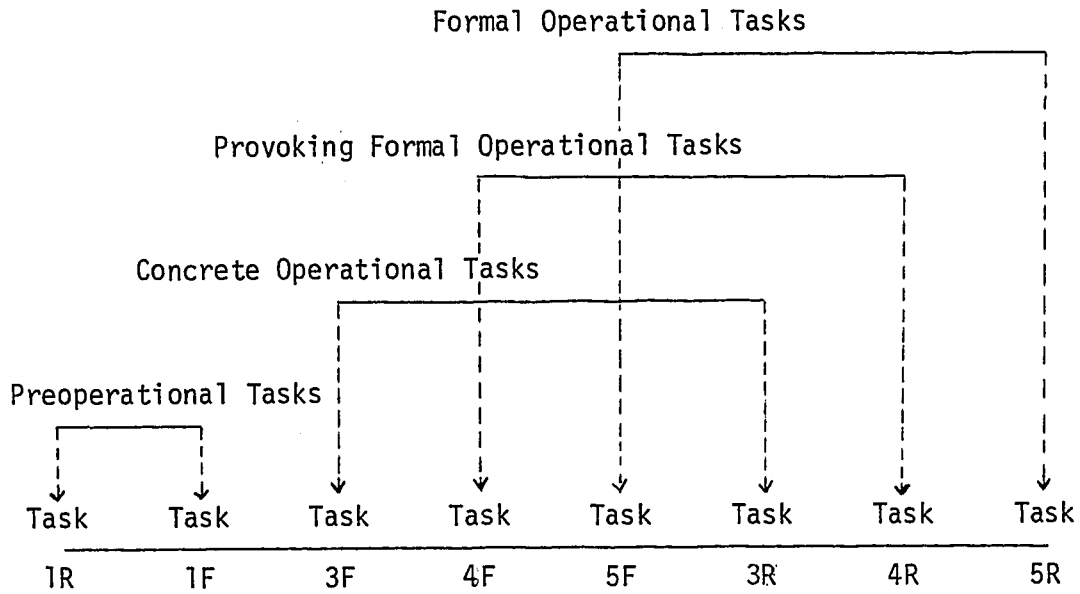 Formal Operational Tasks
Provoking Formal Operational Tasks
Concrete Operational Tasks
Preoperational Tasks
Task Task Task Task Task Task Task Task
1R 1F 3F 4F 5F 3R 4R 5R